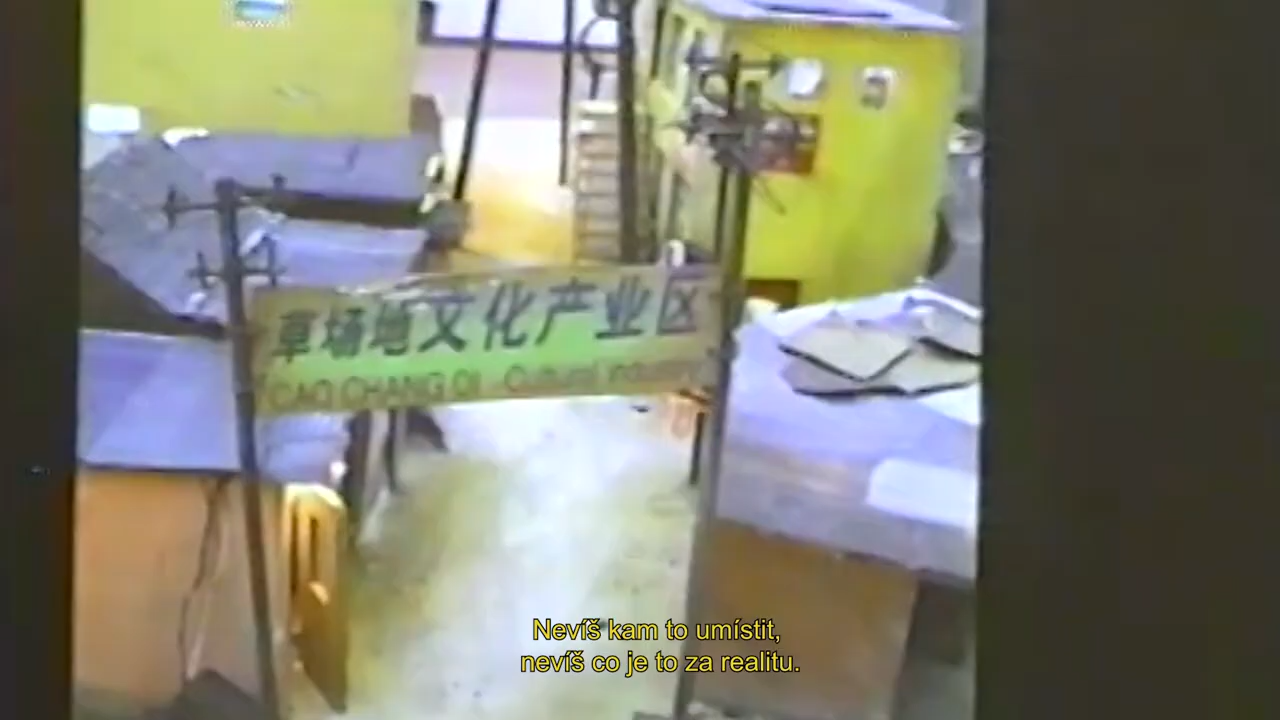 草场地文化产业区
CAO CHANG DI Cultural
Nevíš kam to umístit,
nevíš co je to za realitu.